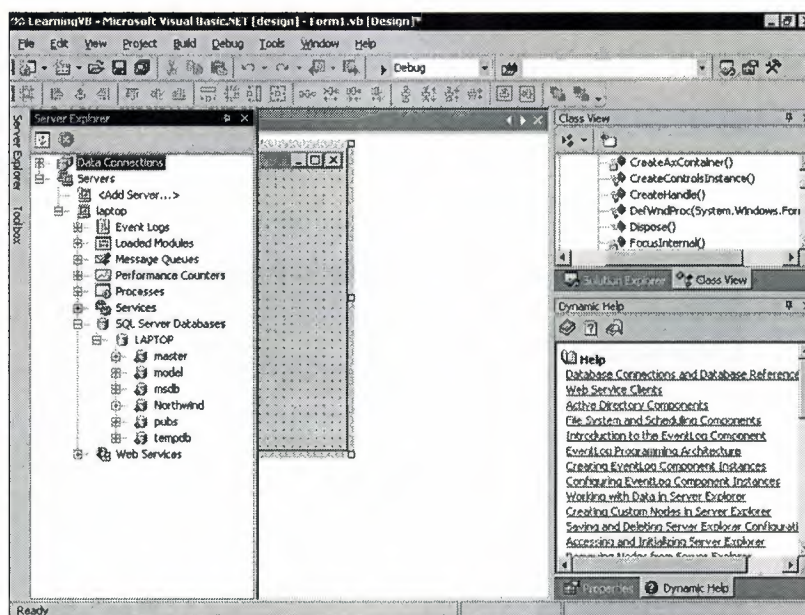 LearningVB - Microsoft Visual Basic.NET [design] - Form1.vb [Design]*
File Edit View Project Build Debug Tools Window Help
Debug
Server Explorer
Toolbox
Server Explorer
Data Connections
Servers
<Add Server...>
laptop
Event Logs
Loaded Modules
Message Queues
Performance Counters
Processes
Services
SQL Server Databases
LAPTOP
master
model
msdb
Northwind
pubs
tempdb
Web Services
Class View
CreateAxContainer()
CreateControlsInstance()
CreateHandle()
DefWndProc(System.Windows.For
Dispose()
FocusInternal()
Solution Explorer Class View
Dynamic Help
Help
Database Connections and Database Reference
Web Service Clients
Active Directory Components
File System and Scheduling Components
Introduction to the EventLog Component
EventLog Programming Architecture
Creating EventLog Component Instances
Configuring EventLog Component Instances
Working with Data in Server Explorer
Creating Custom Nodes in Server Explorer
Saving and Deleting Server Explorer Configurati
Accessing and Initializing Server Explorer
Removing Nodes from Server Explorer
Properties Dynamic Help
Ready